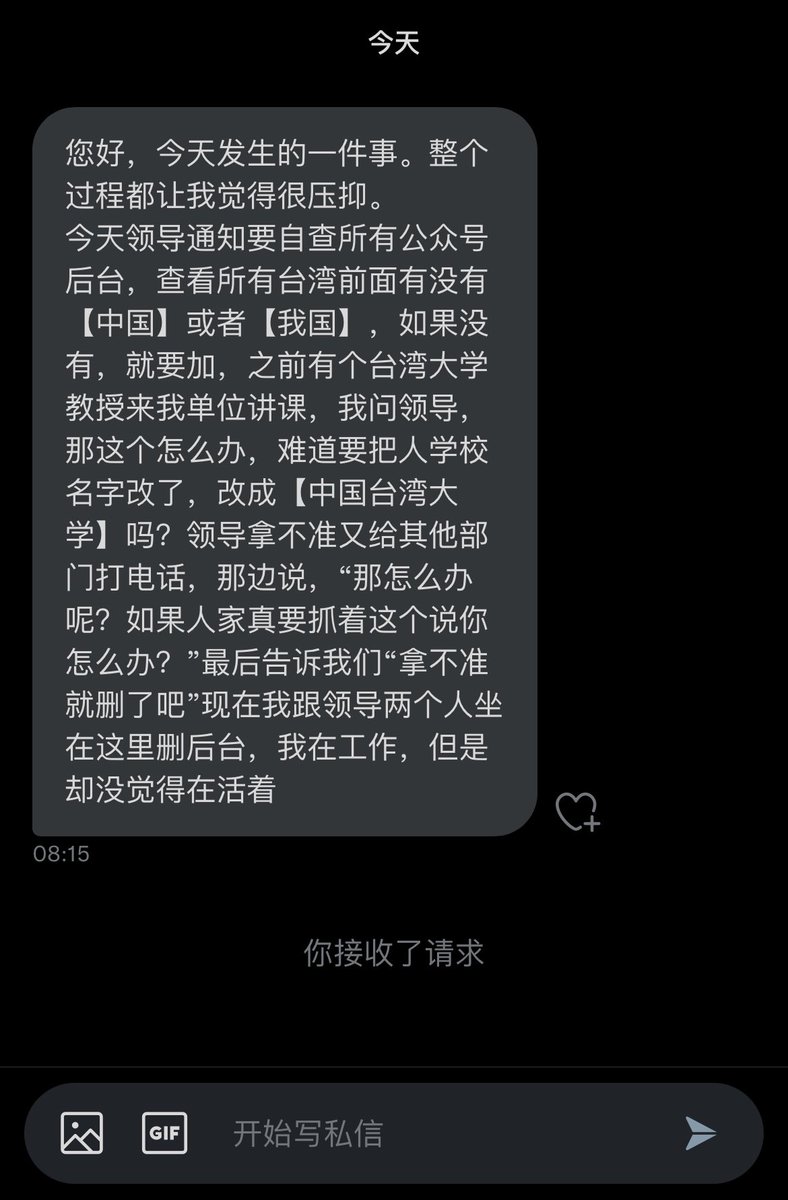 今天
您好，今天发生的一件事。整个
过程都让我觉得很压抑。
今天领导通知要自查所有公众号
后台，查看所有台湾前面有没有
【中国】或者【我国】，如果没
有，就要加，之前有个台湾大学
教授来我单位讲课，我问领导，
那这个怎么办，难道要把人学校
名字改了，改成【中国台湾大
学】吗？领导拿不准又给其他部
门打电话，那边说，“那怎么办
呢？如果人家真要抓着这个说你
怎么办？”最后告诉我们“拿不准
就删了吧”现在我跟领导两个人坐
在这里删后台，我在工作，但是
却没觉得在活着
08:15
你接收了请求
GIF
开始写私信